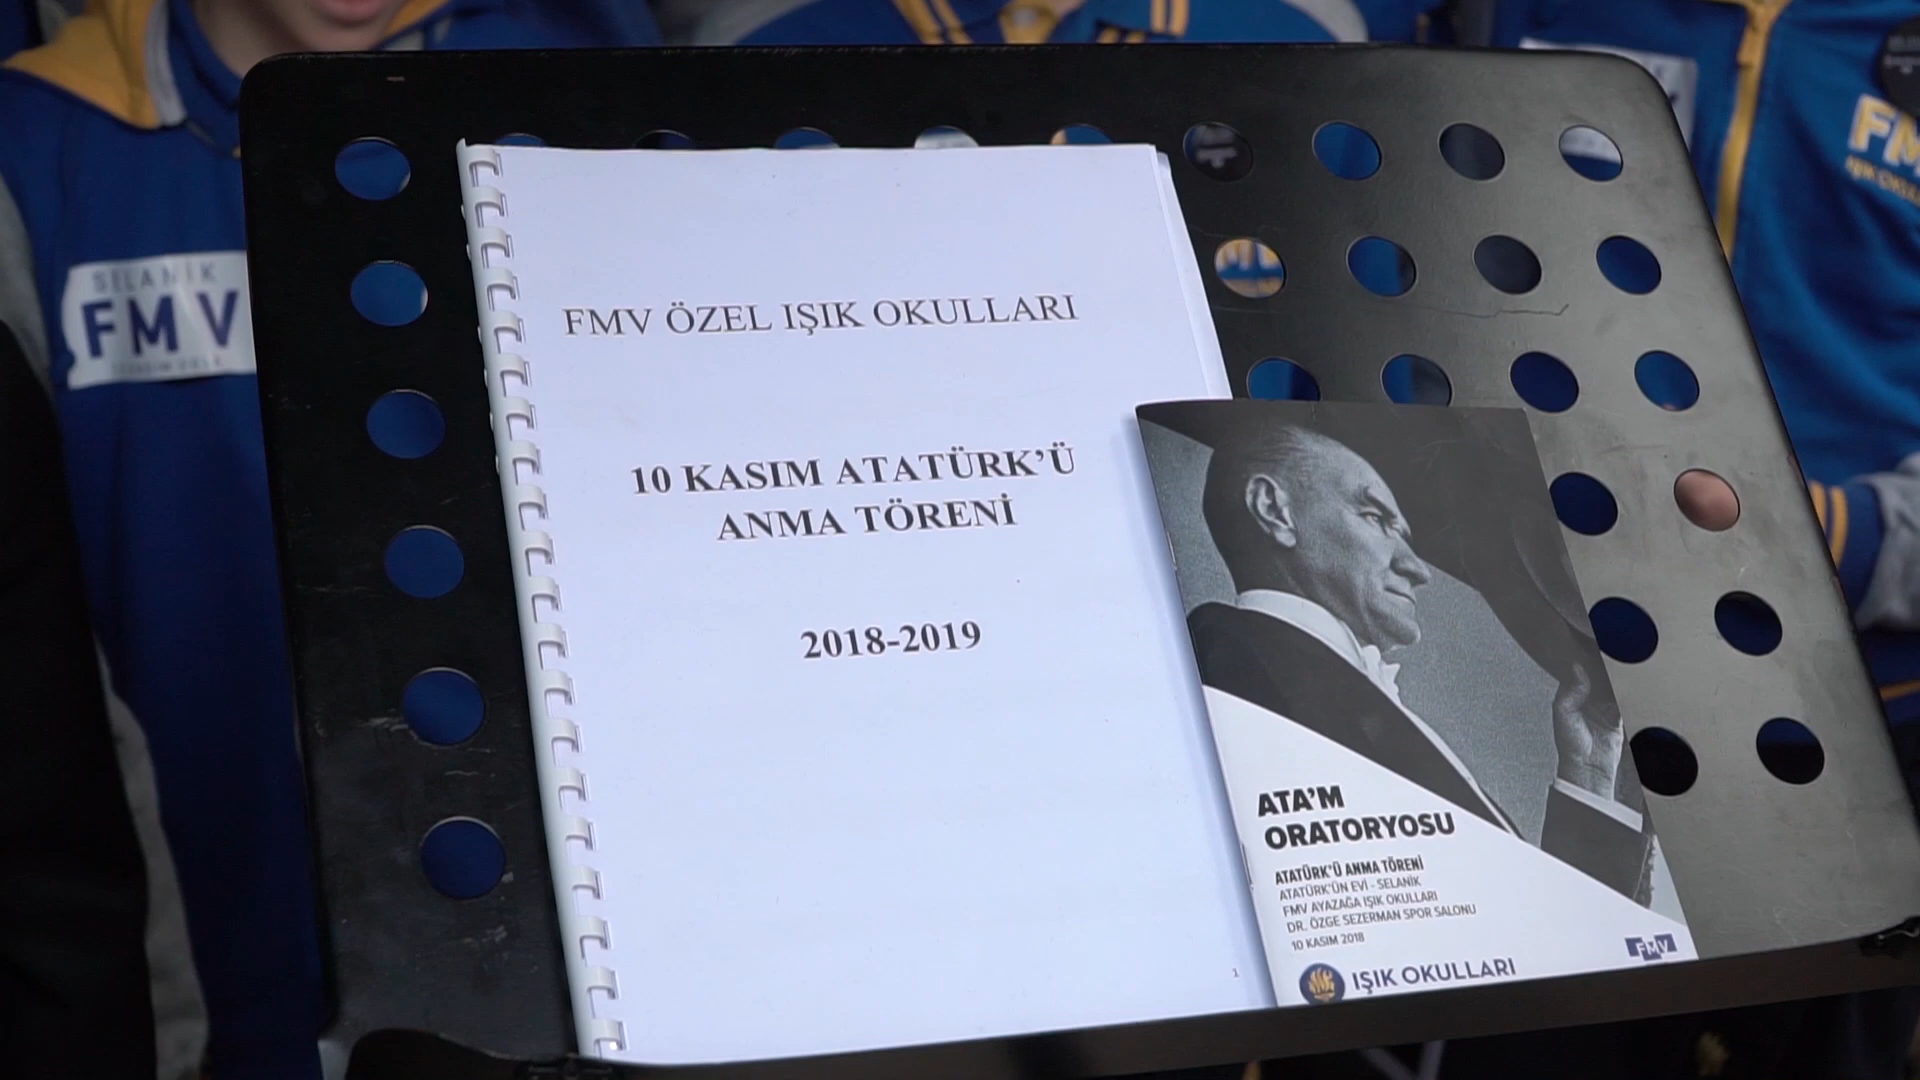 SELANİK
FMV
FMV ÖZEL IŞIK OKULLARI
10 KASIM ATATÜRK'Ü
ANMA TÖRENİ
2018-2019
1
ATA'M
ORATORYOSU
ATATÜRK'Ü ANMA TÖRENİ
ATATÜRK'ÜN EVİ - SELANİK
FMV AYAZAĞA IŞIK OKULLARI
DR. ÖZGE SEZERMAN SPOR SALONU
10 KASIM 2018
FMV
IŞIK OKULLARI